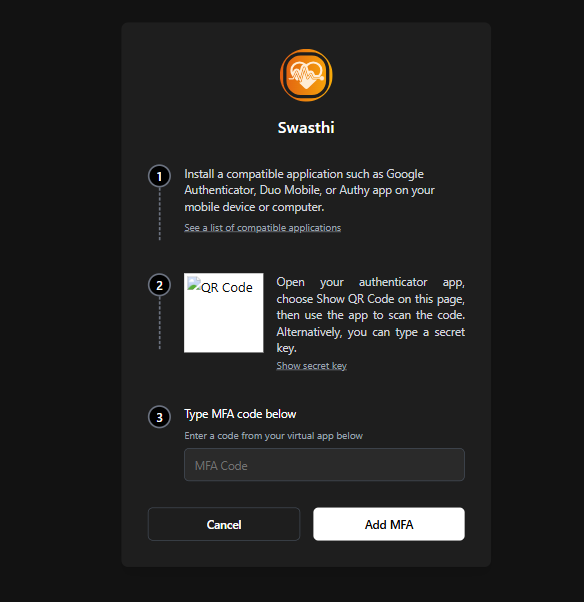 Swasthi
1
Install a compatible application such as Google
Authenticator, Duo Mobile, or Authy app on your
mobile device or computer.
See a list of compatible applications
2
QR Code
Open your authenticator app,
choose Show QR Code on this page,
then use the app to scan the code.
Alternatively, you can type a secret
key.
Show secret key
3
Type MFA code below
Enter a code from your virtual app below
MFA Code
Cancel
Add MFA